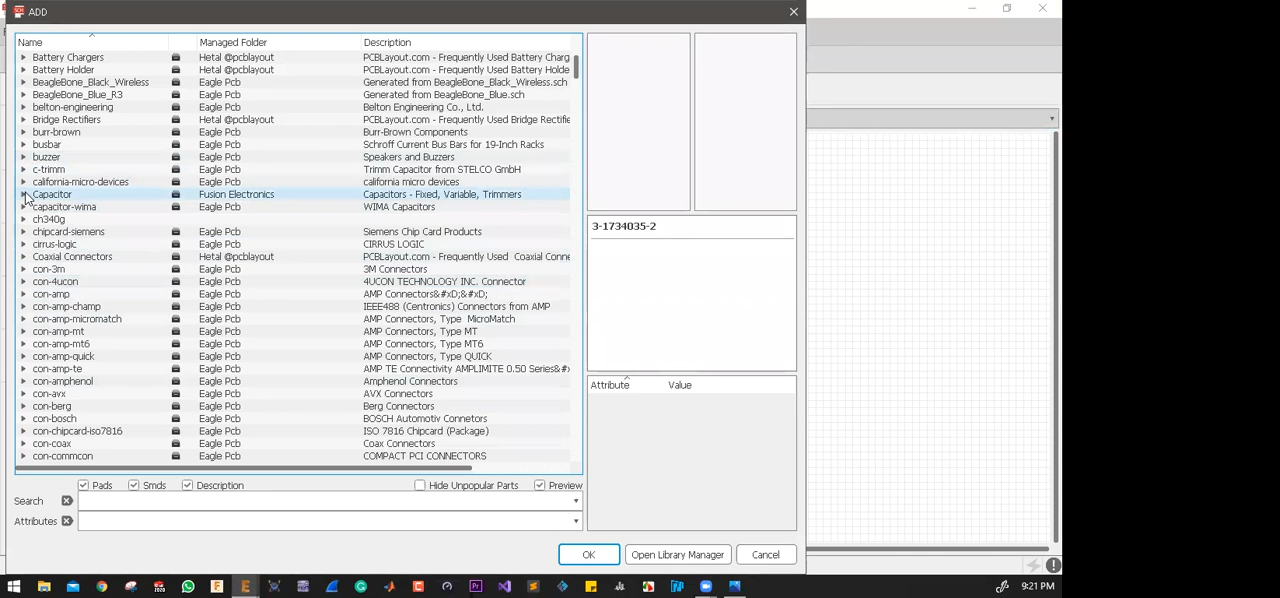 SCH
ADD
Name Managed Folder Description
Battery Chargers Hetal @pcblayout PCBLayout.com - Frequently Used Battery Charg
Battery Holder Hetal @pcblayout PCBLayout.com - Frequently Used Battery Holde
BeagleBone_Black_Wireless Eagle Pcb Generated from BeagleBone_Black_Wireless.sch
BeagleBone_Blue_R3 Eagle Pcb Generated from BeagleBone_Blue.sch
belton-engineering Eagle Pcb Belton Engineering Co., Ltd.
Bridge Rectifiers Hetal @pcblayout PCBLayout.com - Frequently Used Bridge Rectifie
burr-brown Eagle Pcb Burr-Brown Components
busbar Eagle Pcb Schroff Current Bus Bars for 19-Inch Racks
buzzer Eagle Pcb Speakers and Buzzers
c-trimm Eagle Pcb Trimm Capacitor from STELCO GmbH
california-micro-devices Eagle Pcb california micro devices
Capacitor Fusion Electronics Capacitors - Fixed, Variable, Trimmers
capacitor-wima Eagle Pcb WIMA Capacitors
ch340g
chipcard-siemens Eagle Pcb Siemens Chip Card Products
cirrus-logic Eagle Pcb CIRRUS LOGIC
Coaxial Connectors Hetal @pcblayout PCBLayout.com - Frequently Used  Coaxial Conne
con-3m Eagle Pcb 3M Connectors
con-4ucon Eagle Pcb 4UCON TECHNOLOGY INC. Connector
con-amp Eagle Pcb AMP Connectors&#xD;&#xD;
con-amp-champ Eagle Pcb IEEE488 (Centronics) Connectors from AMP
con-amp-micromatch Eagle Pcb AMP Connectors, Type  MicroMatch
con-amp-mt Eagle Pcb AMP Connectors, Type MT
con-amp-mt6 Eagle Pcb AMP Connectors, Type MT6
con-amp-quick Eagle Pcb AMP Connectors, Type QUICK
con-amp-te Eagle Pcb AMP TE Connectivity AMPLIMITE 0.50 Series&#x
con-amphenol Eagle Pcb Amphenol Connectors
con-avx Eagle Pcb AVX Connectors
con-berg Eagle Pcb Berg Connectors
con-bosch Eagle Pcb BOSCH Automotiv Connetors
con-chipcard-iso7816 Eagle Pcb ISO 7816 Chipcard (Package)
con-coax Eagle Pcb Coax Connectors
con-commcon Eagle Pcb COMPACT PCI CONNECTORS
3-1734035-2
Attribute Value
Pads Smds Description Hide Unpopular Parts Preview
Search
Attributes
OK Open Library Manager Cancel
9:21 PM